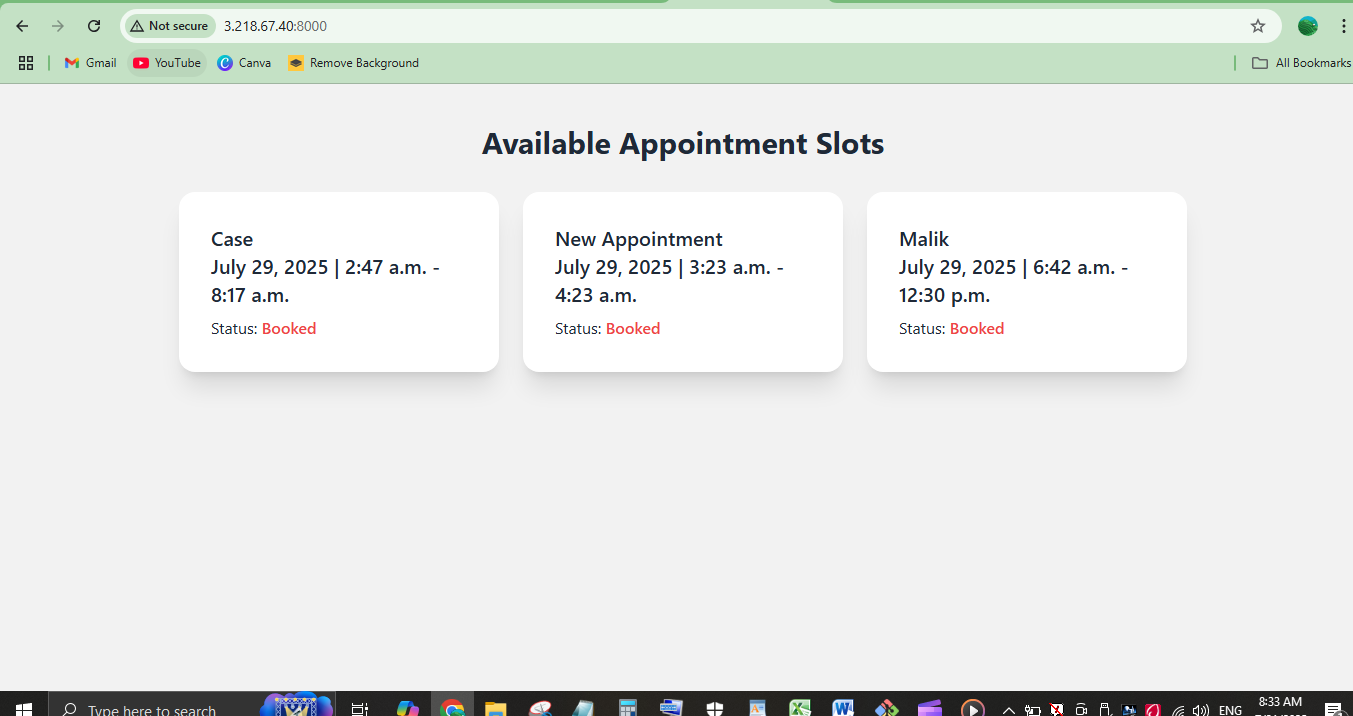 Not secure 3.218.67.40:8000
Gmail YouTube Canva Remove Background All Bookmarks
Available Appointment Slots
Case
July 29, 2025 | 2:47 a.m. -
8:17 a.m.
Status: Booked
New Appointment
July 29, 2025 | 3:23 a.m. -
4:23 a.m.
Status: Booked
Malik
July 29, 2025 | 6:42 a.m. -
12:30 p.m.
Status: Booked
Type here to search
ENG
8:33 AM